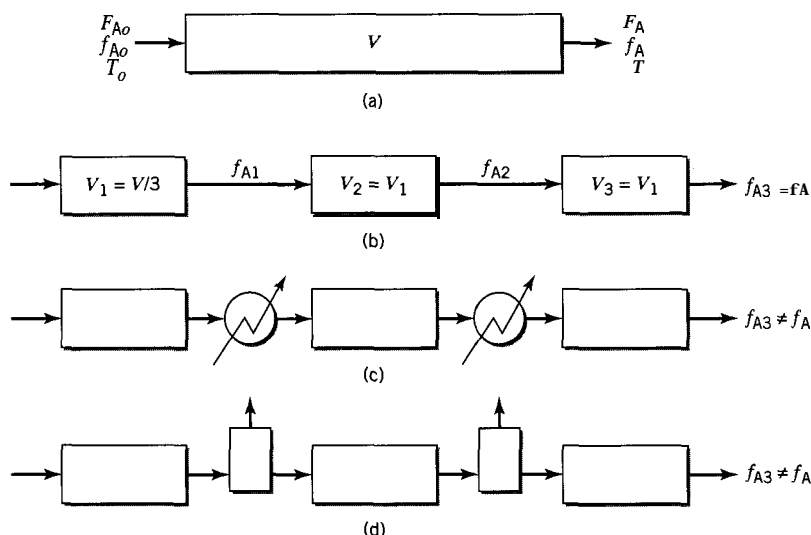 F_Ao F_A
f_Ao V f_A
T_o T
(a)
V_1 = V/3 f_A1 V_2 = V_1 f_A2 V_3 = V_1 f_A3 = fA
(b)
f_A3 ≠ f_A
(c)
f_A3 ≠ f_A
(d)